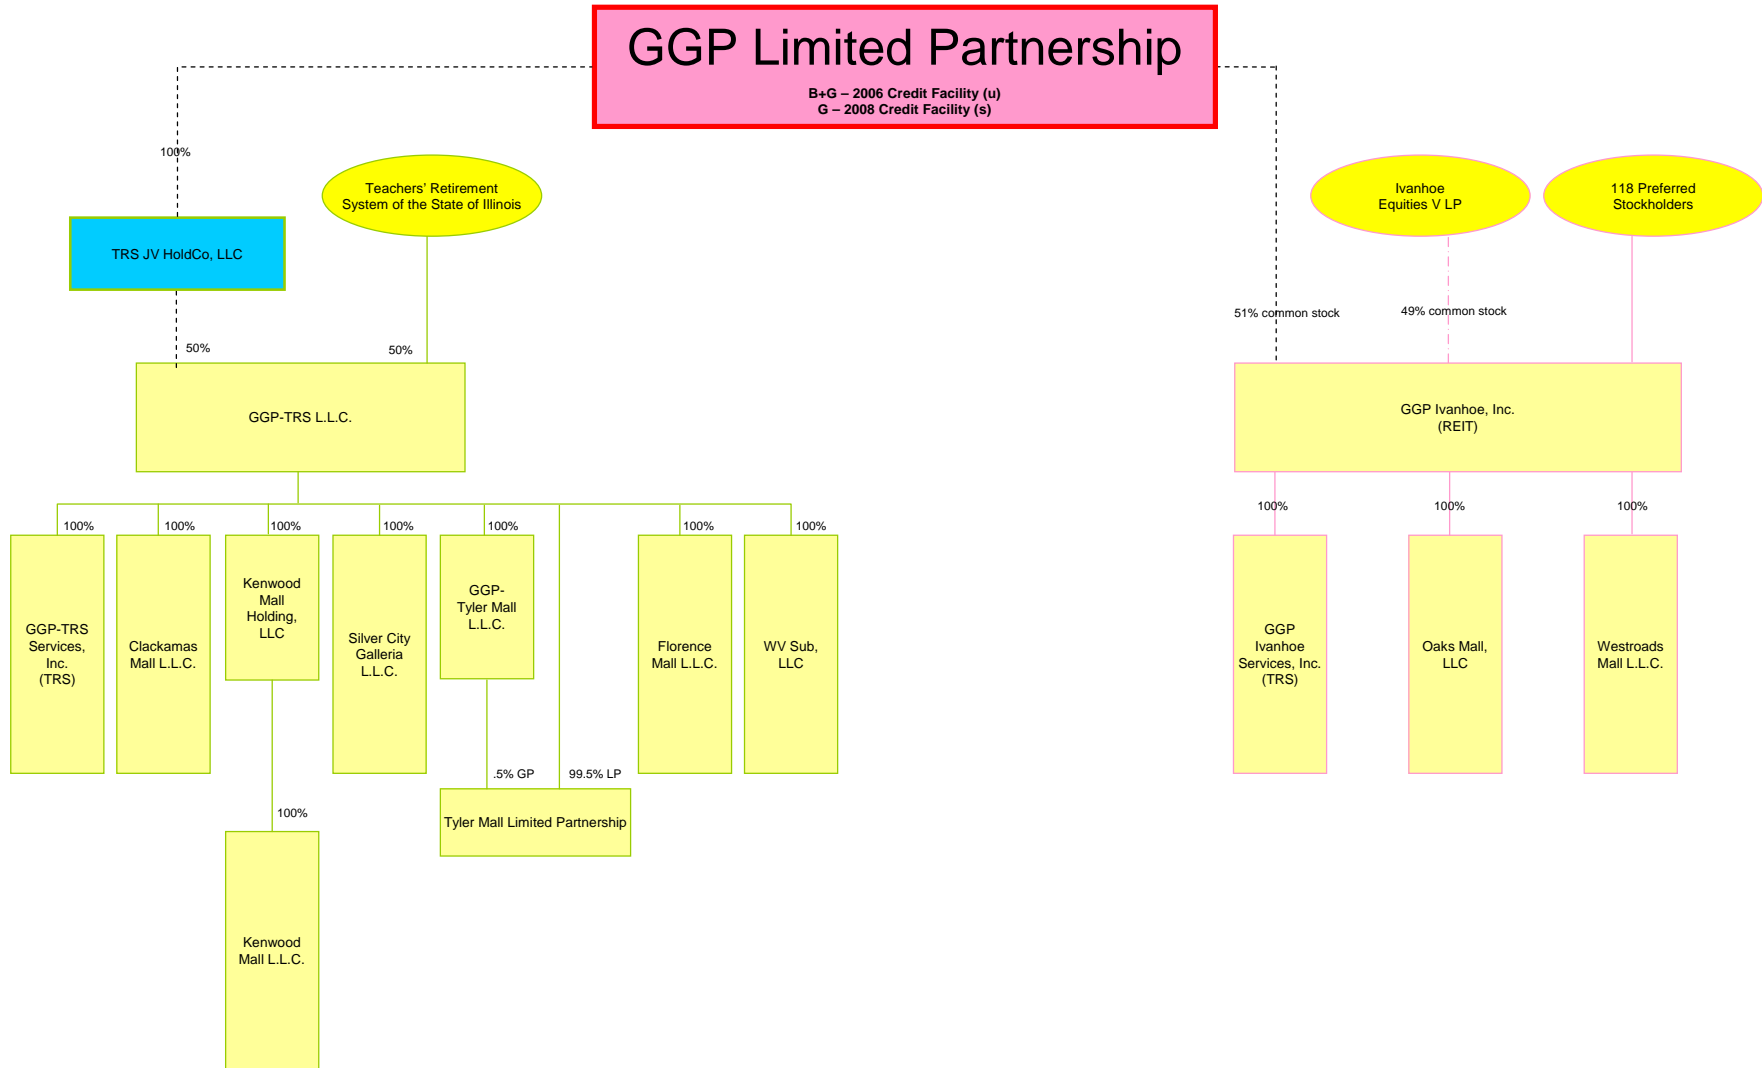 GGP Limited Partnership
B+G – 2006 Credit Facility (u)
G – 2008 Credit Facility (s)
100%
Teachers' Retirement
System of the State of Illinois
Ivanhoe
Equities V LP
118 Preferred
Stockholders
TRS JV HoldCo, LLC
50%
50%
51% common stock
49% common stock
GGP-TRS L.L.C.
GGP Ivanhoe, Inc.
(REIT)
100%
100%
100%
100%
100%
100%
100%
100%
100%
100%
GGP-TRS
Services,
Inc.
(TRS)
Clackamas
Mall L.L.C.
Kenwood
Mall
Holding,
LLC
Silver City
Galleria
L.L.C.
GGP-
Tyler Mall
L.L.C.
Florence
Mall L.L.C.
WV Sub,
LLC
GGP
Ivanhoe
Services, Inc.
(TRS)
Oaks Mall,
LLC
Westroads
Mall L.L.C.
.5% GP
99.5% LP
100%
Tyler Mall Limited Partnership
Kenwood
Mall L.L.C.